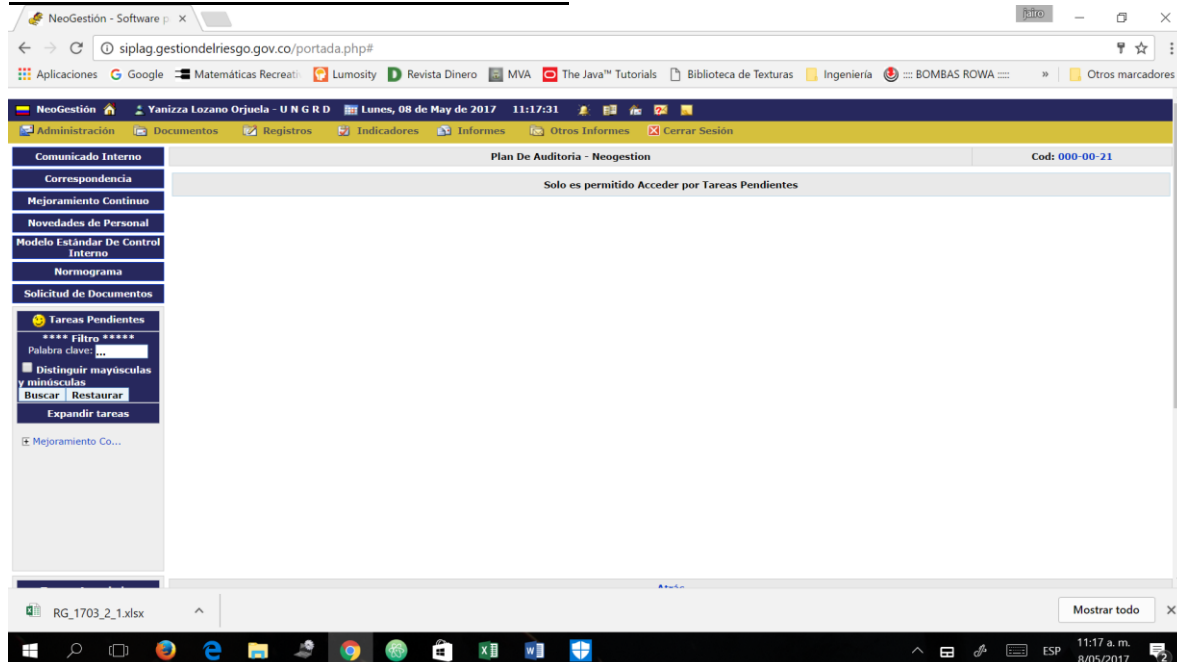 NeoGestión - Software p
jairo
siplag.gestiondelriesgo.gov.co/portada.php#
Aplicaciones Google Matemáticas Recreati Lumosity Revista Dinero MVA The Java™ Tutorials Biblioteca de Texturas Ingeniería :::: BOMBAS ROWA ::::: » Otros marcadores
NeoGestión Yanizza Lozano Orjuela - U N G R D Lunes, 08 de May de 2017 11:17:31
Administración Documentos Registros Indicadores Informes Otros Informes Cerrar Sesión
Comunicado Interno
Correspondencia
Mejoramiento Continuo
Novedades de Personal
Modelo Estándar De Control
Interno
Normograma
Solicitud de Documentos
Tareas Pendientes
**** Filtro *****
Palabra clave: ...
Distinguir mayúsculas
y minúsculas
Buscar Restaurar
Expandir tareas
Mejoramiento Co...
Plan De Auditoria - Neogestion
Cod: 000-00-21
Solo es permitido Acceder por Tareas Pendientes
Atrás
RG_1703_2_1.xlsx
Mostrar todo
ESP
11:17 a. m.
8/05/2017
2